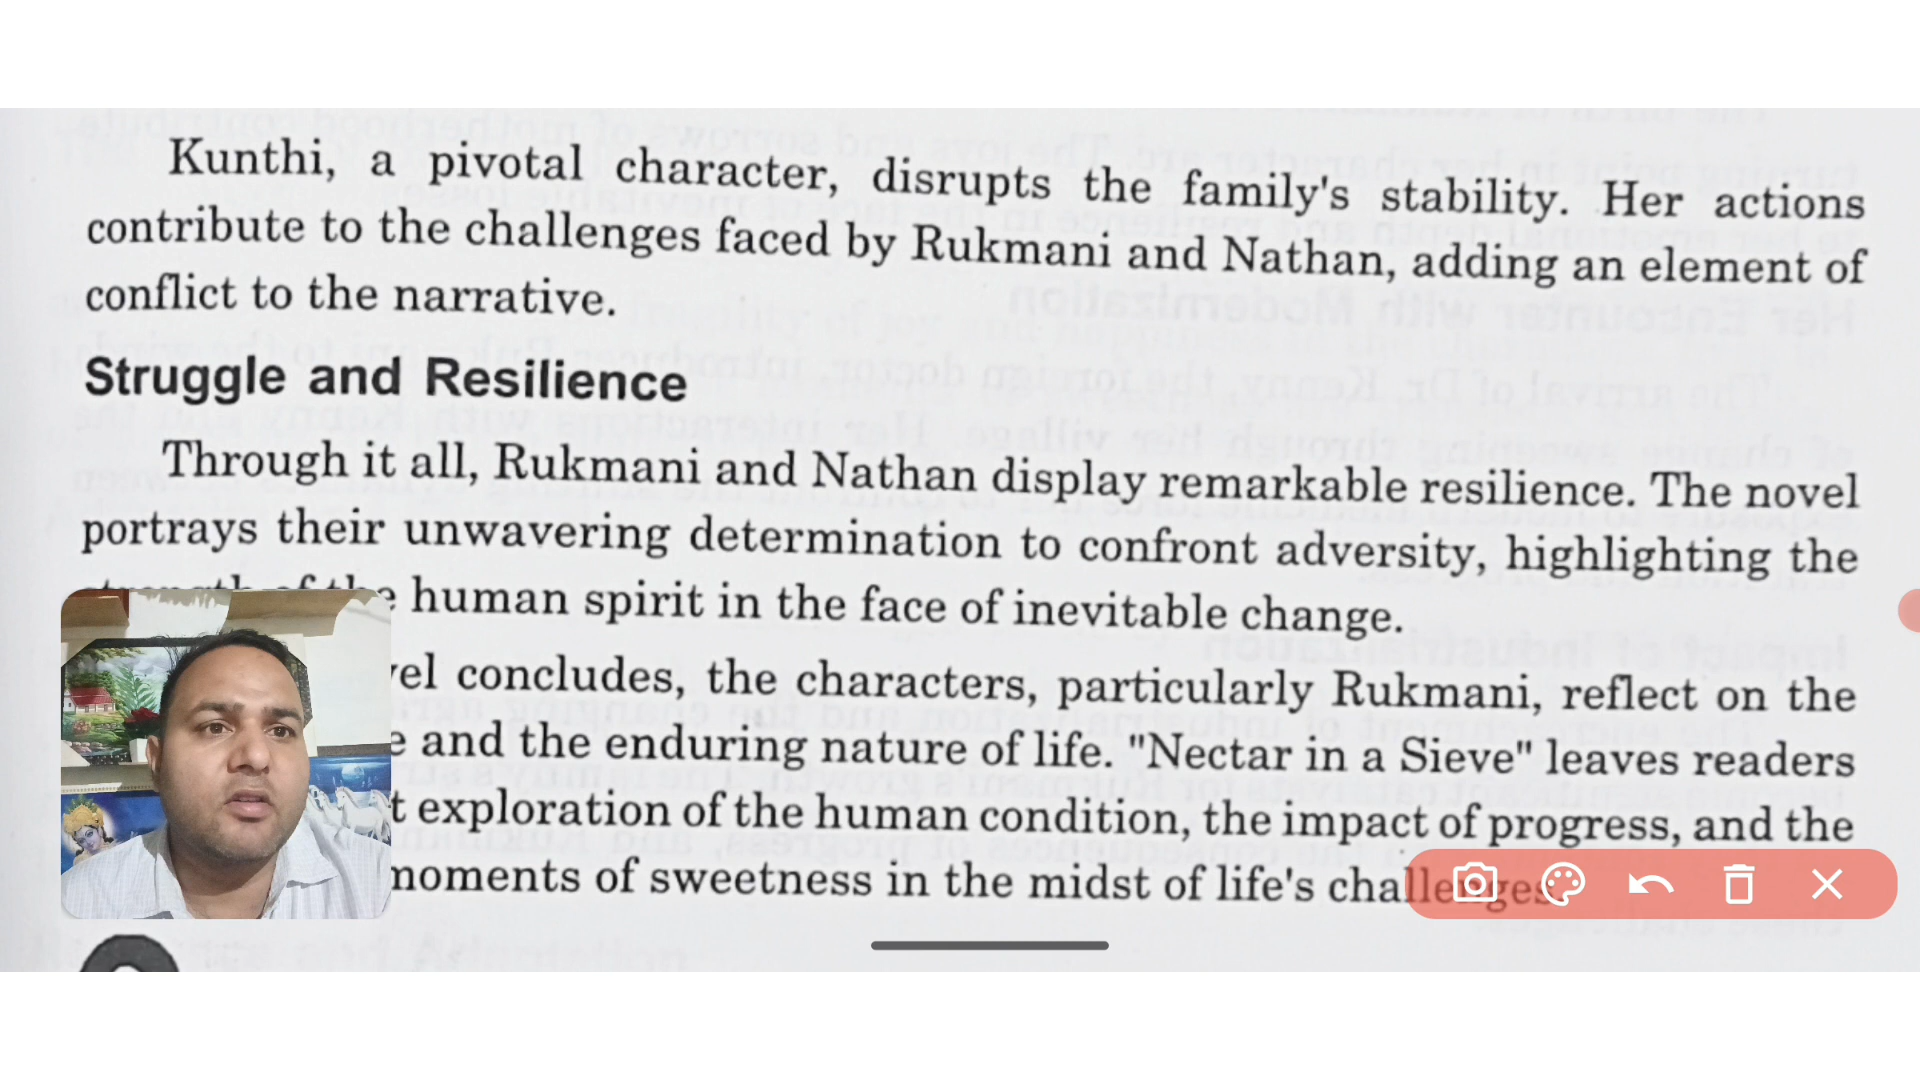 Kunthi, a pivotal character, disrupts the family's stability. Her actions
contribute to the challenges faced by Rukmani and Nathan, adding an element of
conflict to the narrative.
Struggle and Resilience
Through it all, Rukmani and Nathan display remarkable resilience. The novel
portrays their unwavering determination to confront adversity, highlighting the
human spirit in the face of inevitable change.
concludes, the characters, particularly Rukmani, reflect on the
and the enduring nature of life. "Nectar in a Sieve" leaves readers
exploration of the human condition, the impact of progress, and the
moments of sweetness in the midst of life's challenges